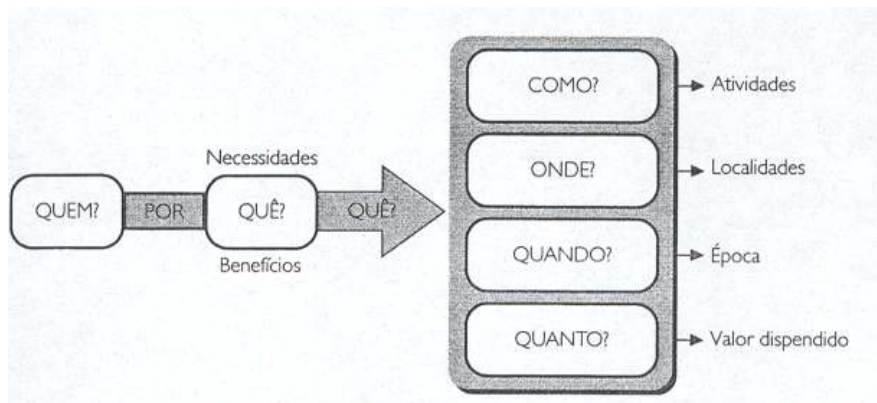 Necessidades
QUEM? POR QUÊ? QUÊ?
Benefícios
COMO? Atividades
ONDE? Localidades
QUANDO? Época
QUANTO? Valor dispendido